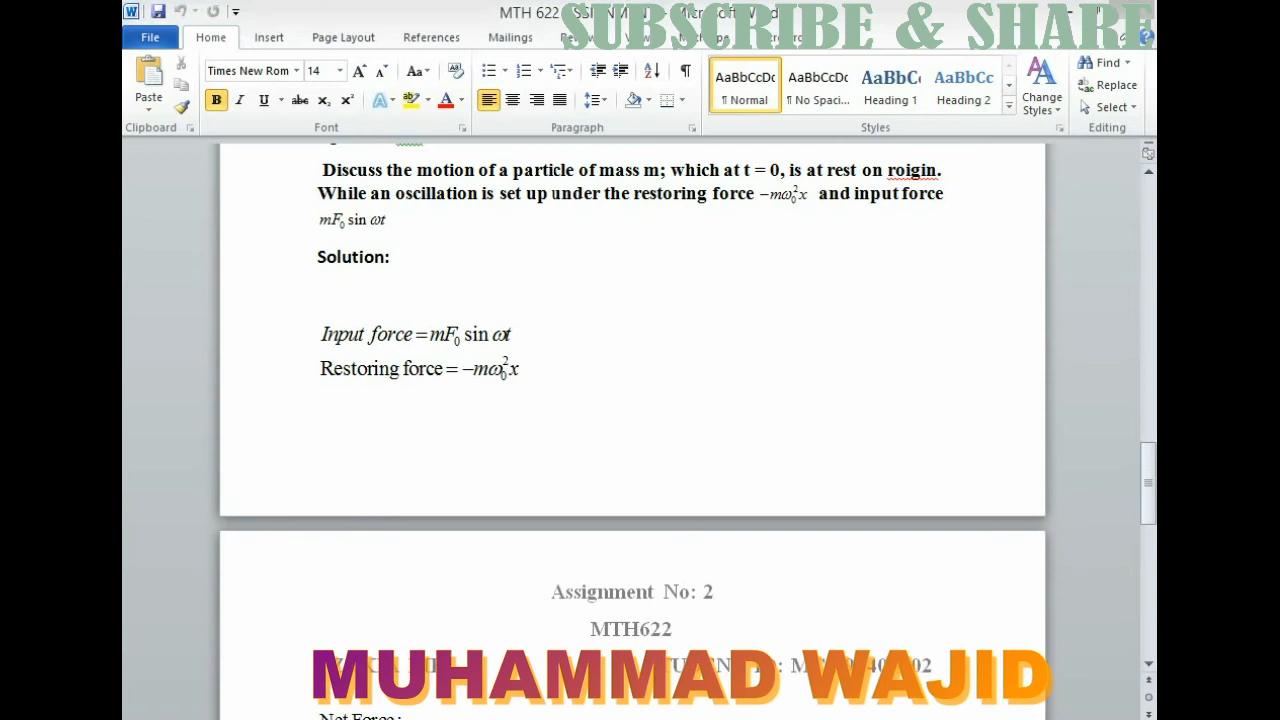 MTH 622
SUBSCRIBE & SHARE
File Home Insert Page Layout References Mailings
Times New Rom 14
Paste
Find
Replace
Select
Change
Styles
AaBbCcDc AaBbCcDc AaBbC AaBbCc
¶ Normal ¶ No Spaci... Heading 1 Heading 2
Clipboard Font Paragraph Styles Editing
Discuss the motion of a particle of mass m; which at t = 0, is at rest on roigin.
While an oscillation is set up under the restoring force −mω₀²x and input force
mF₀ sin ωt
Solution:
Input force = mF₀ sin ωt
Restoring force = −mω₀²x
Assignment No: 2
MTH622
MUHAMMAD WAJID
Net Force: